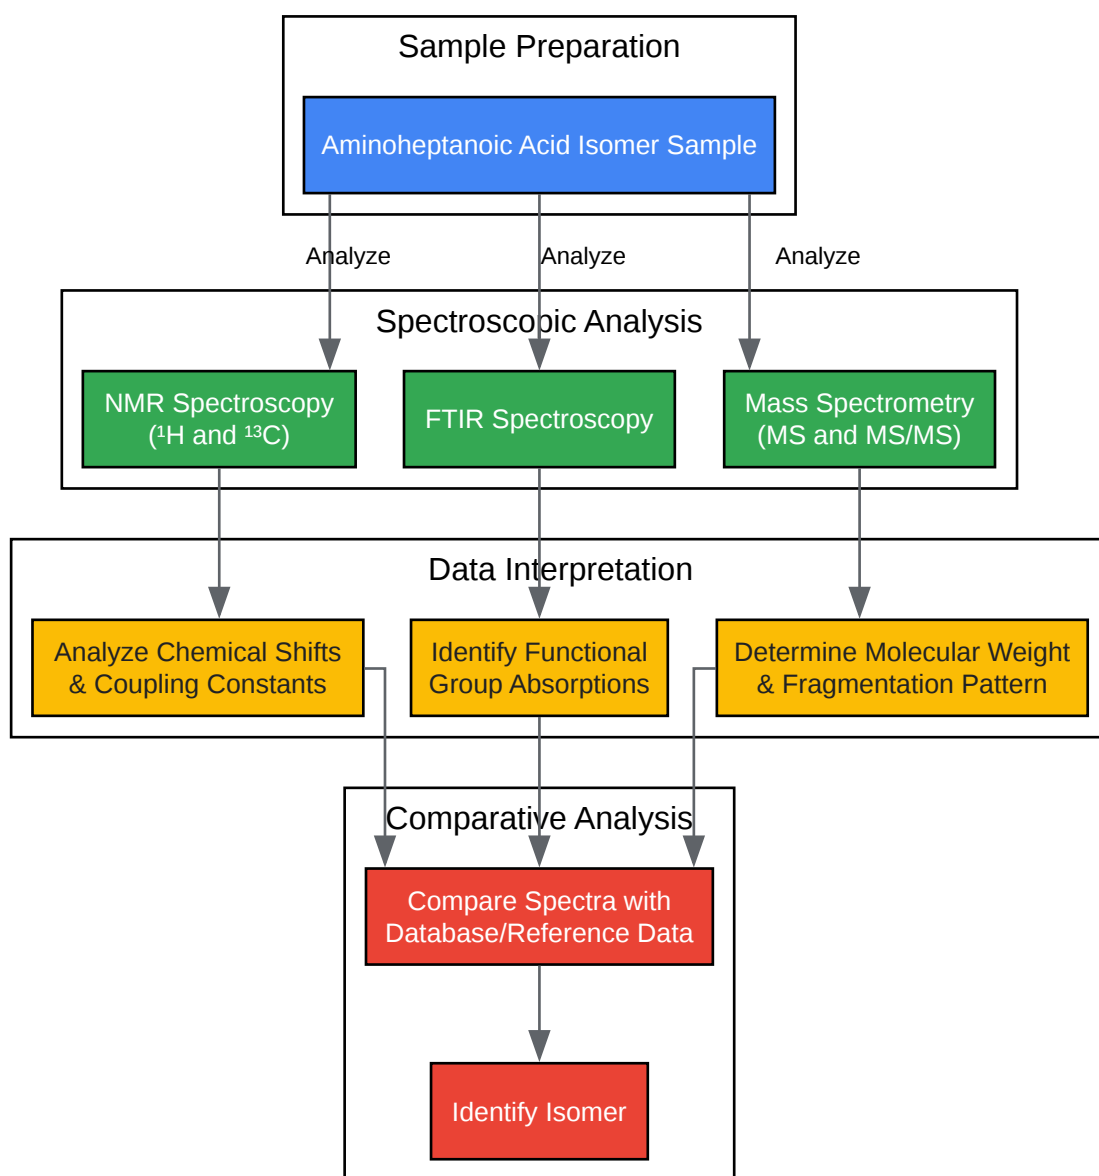 Sample Preparation
Aminoheptanoic Acid Isomer Sample
Analyze
Analyze
Analyze
Spectroscopic Analysis
NMR Spectroscopy
(¹H and ¹³C)
FTIR Spectroscopy
Mass Spectrometry
(MS and MS/MS)
Data Interpretation
Analyze Chemical Shifts
& Coupling Constants
Identify Functional
Group Absorptions
Determine Molecular Weight
& Fragmentation Pattern
Comparative Analysis
Compare Spectra with
Database/Reference Data
Identify Isomer